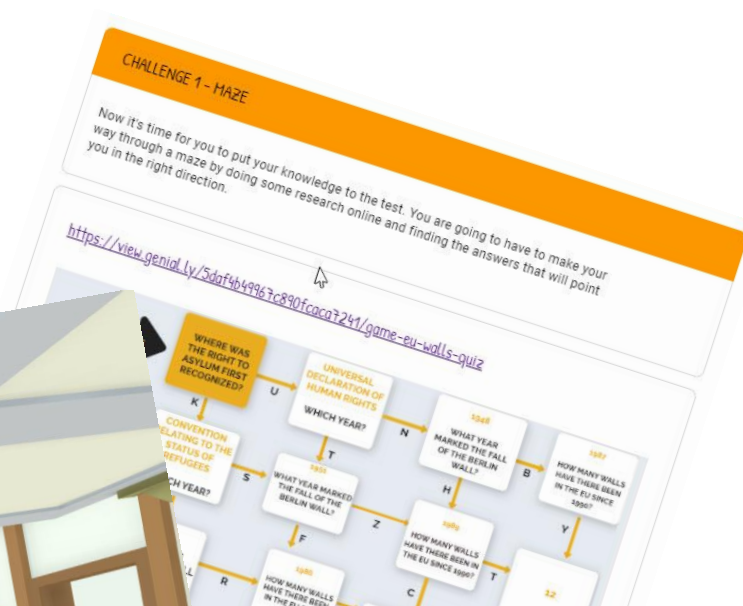 CHALLENGE 1 - MAZE
Now it's time for you to put your knowledge to the test. You are going to have to make your
way through a maze by doing some research online and finding the answers that will point
you in the right direction.
https://view.genial.ly/5daf4b49967c890fcaca7241/game-eu-walls-quiz
WHERE WAS
THE RIGHT TO
ASYLUM FIRST
RECOGNIZED?
U
UNIVERSAL
DECLARATION OF
HUMAN RIGHTS
WHICH YEAR?
N
1948
WHAT YEAR
MARKED THE FALL
OF THE BERLIN
WALL?
B
1987
HOW MANY WALLS
HAVE THERE BEEN
IN THE EU SINCE
1990?
K
T
H
Y
CONVENTION
RELATING TO THE
STATUS OF
REFUGEES
YEAR?
S
1951
WHAT YEAR MARKED
THE FALL OF THE
BERLIN WALL?
Z
1989
HOW MANY WALLS
HAVE THERE BEEN IN
THE EU SINCE 1990?
T
12
F
C
R
HOW MANY WALLS
HAVE THERE BEEN
IN THE EU SINCE